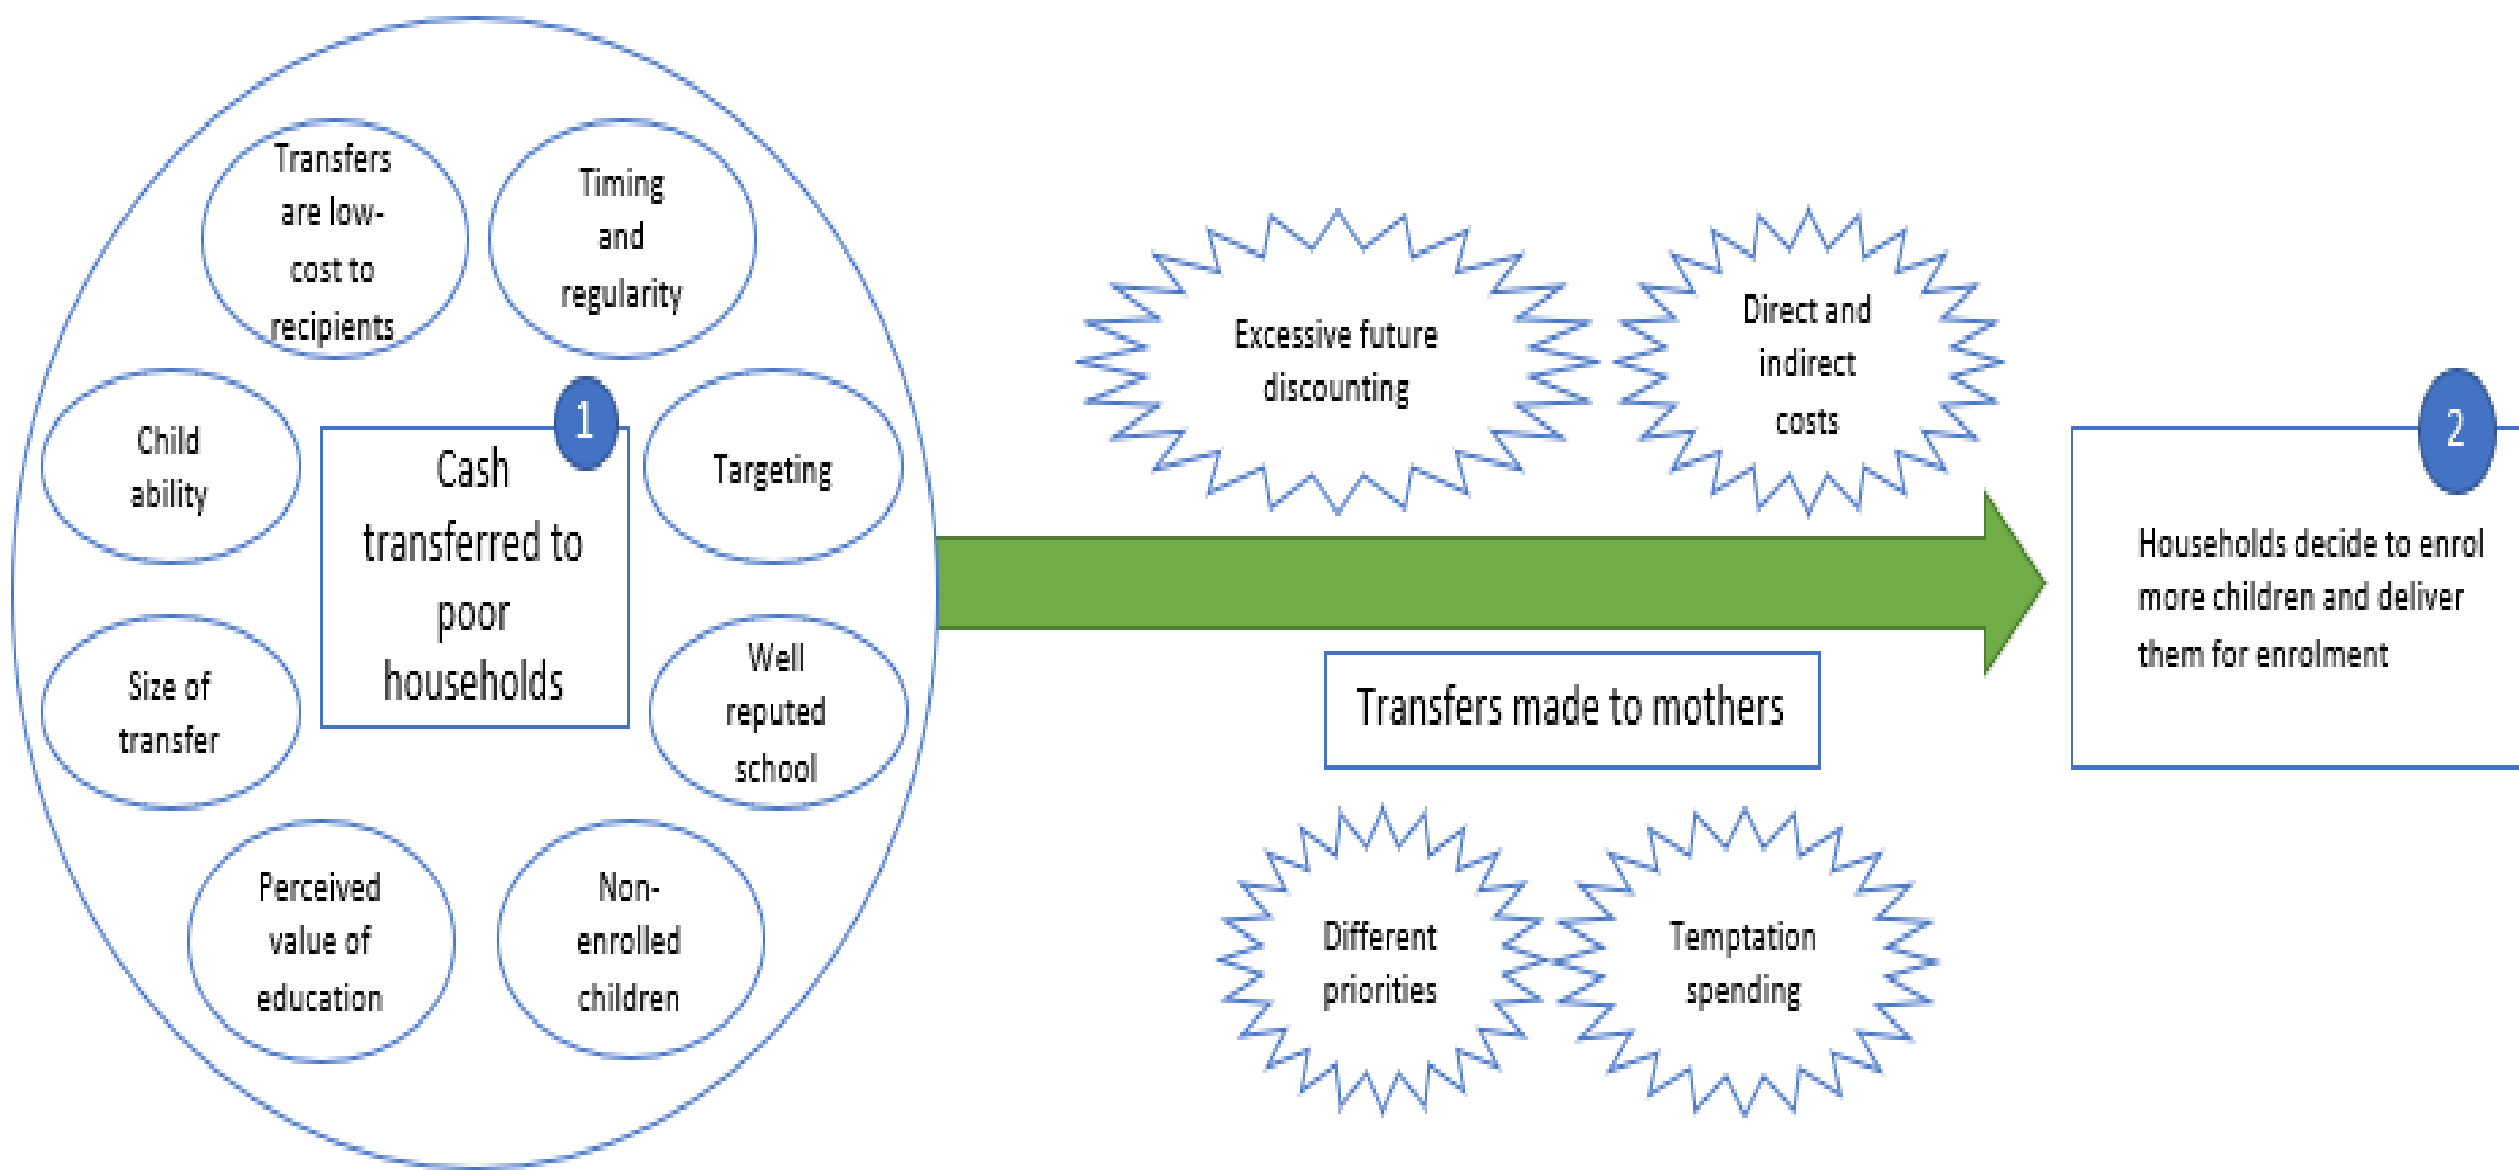 Transfers
are low-
cost to
recipients
Timing
and
regularity
Child
ability
1
Cash
transferred to
poor
households
Targeting
Size of
transfer
Well
reputed
school
Perceived
value of
education
Non-
enrolled
children
Excessive future
discounting
Direct and
indirect
costs
Transfers made to mothers
Different
priorities
Temptation
spending
2
Households decide to enrol
more children and deliver
them for enrolment